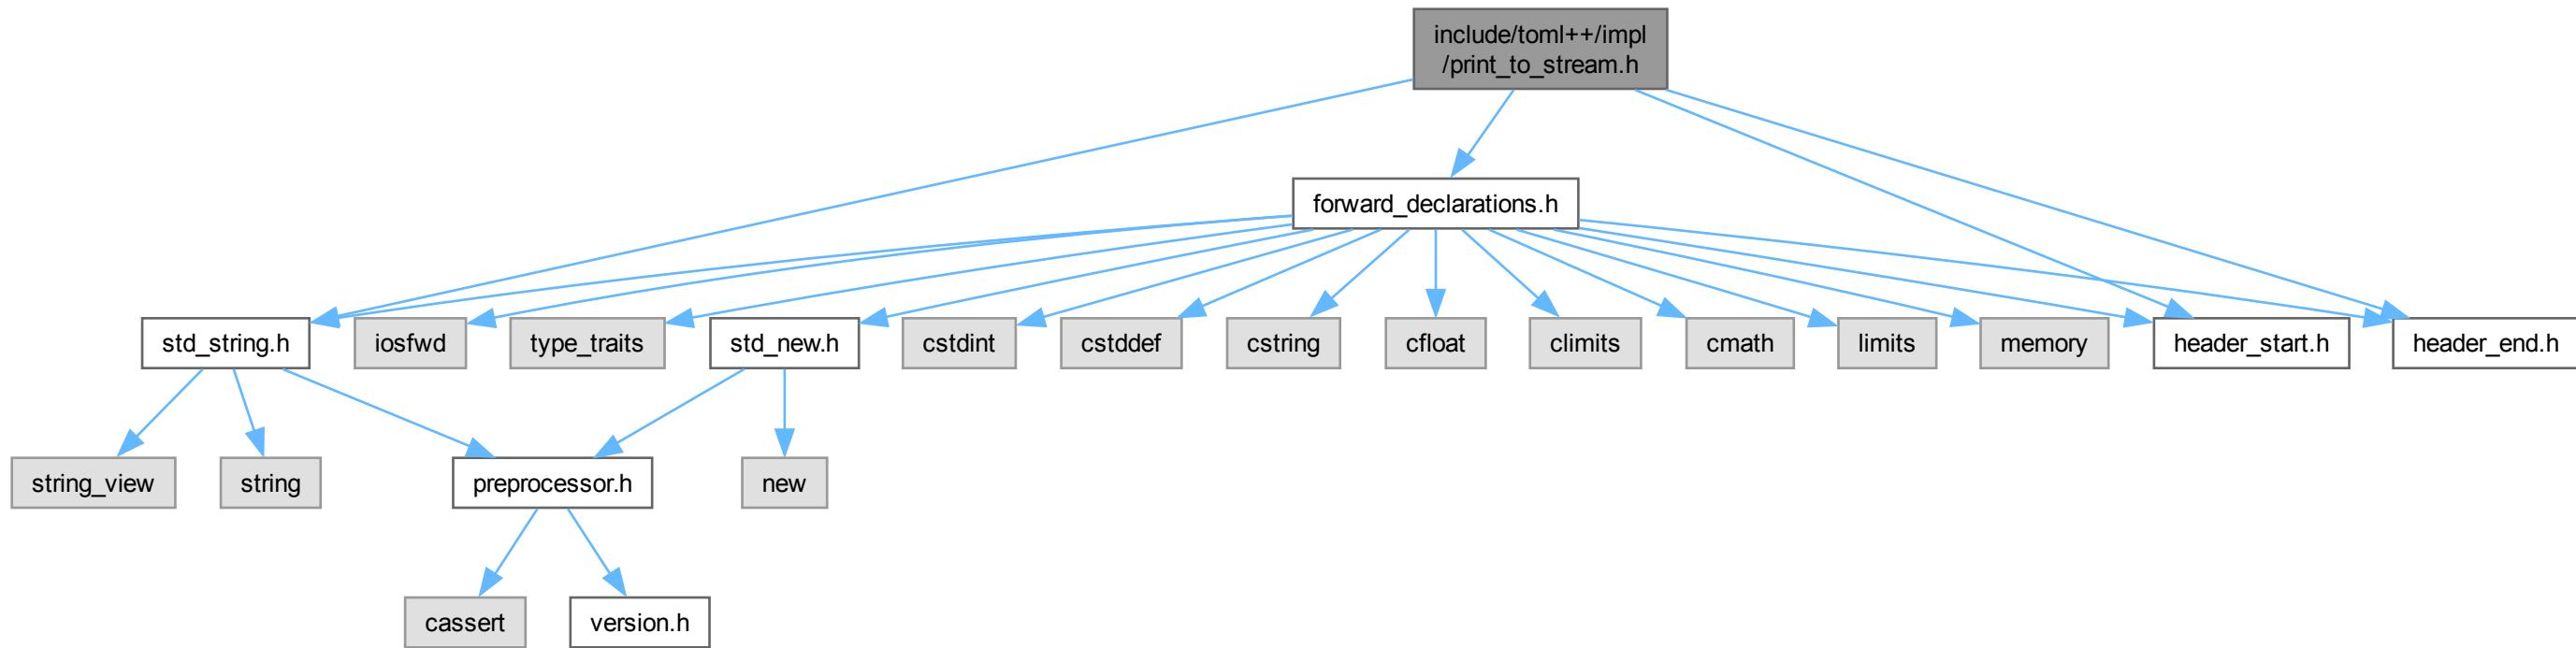 include/toml++/impl
/print_to_stream.h
forward_declarations.h
std_string.h
iosfwd
type_traits
std_new.h
cstdint
cstddef
cstring
cfloat
climits
cmath
limits
memory
header_start.h
header_end.h
string_view
string
preprocessor.h
new
cassert
version.h